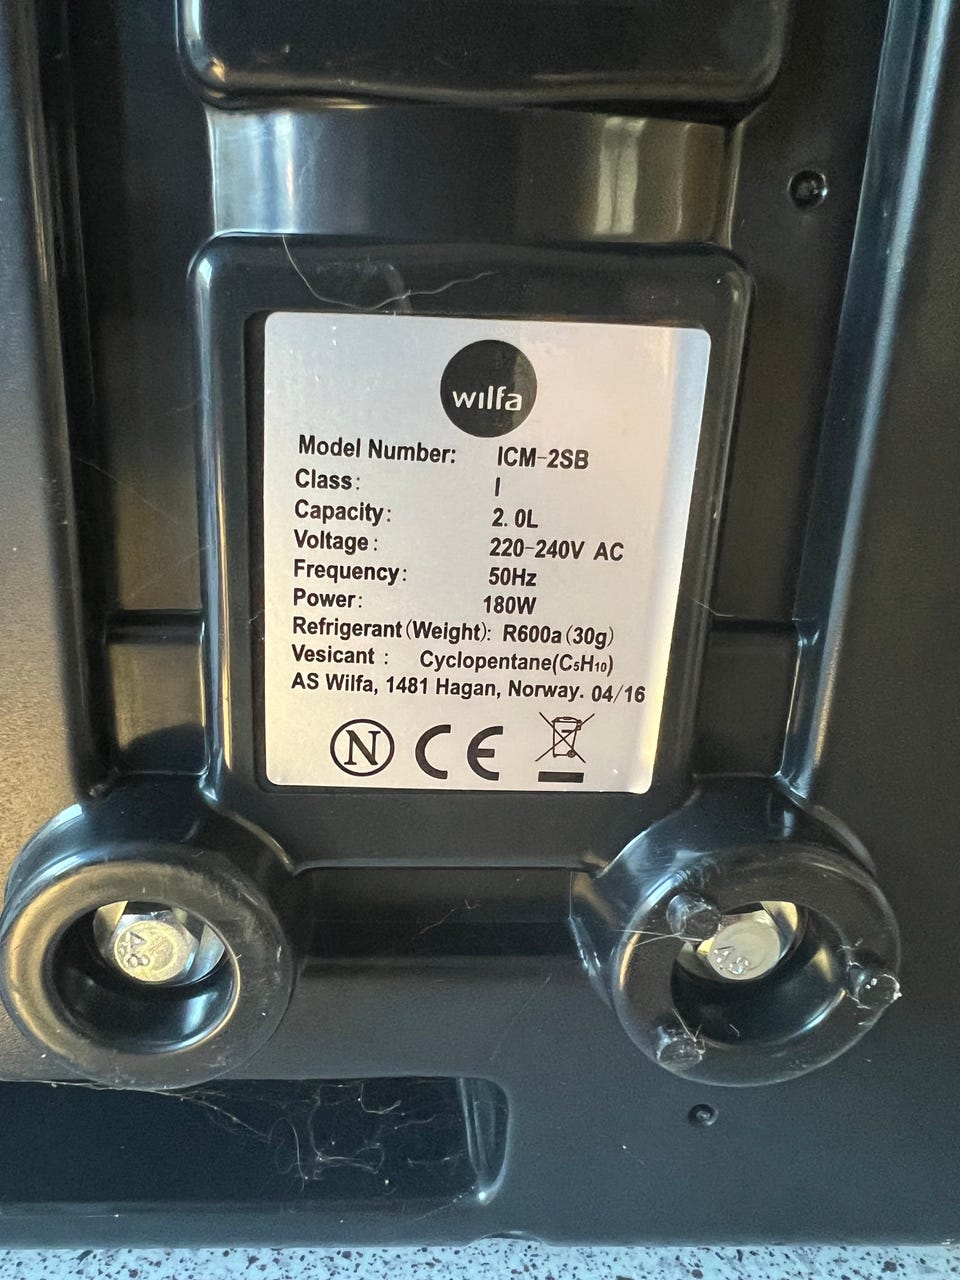 wilfa
Model Number: ICM-2SB
Class: I
Capacity: 2.0L
Voltage: 220-240V AC
Frequency: 50Hz
Power: 180W
Refrigerant(Weight): R600a(30g)
Vesicant: Cyclopentane(C₅H₁₀)
AS Wilfa, 1481 Hagan, Norway. 04/16
N CE